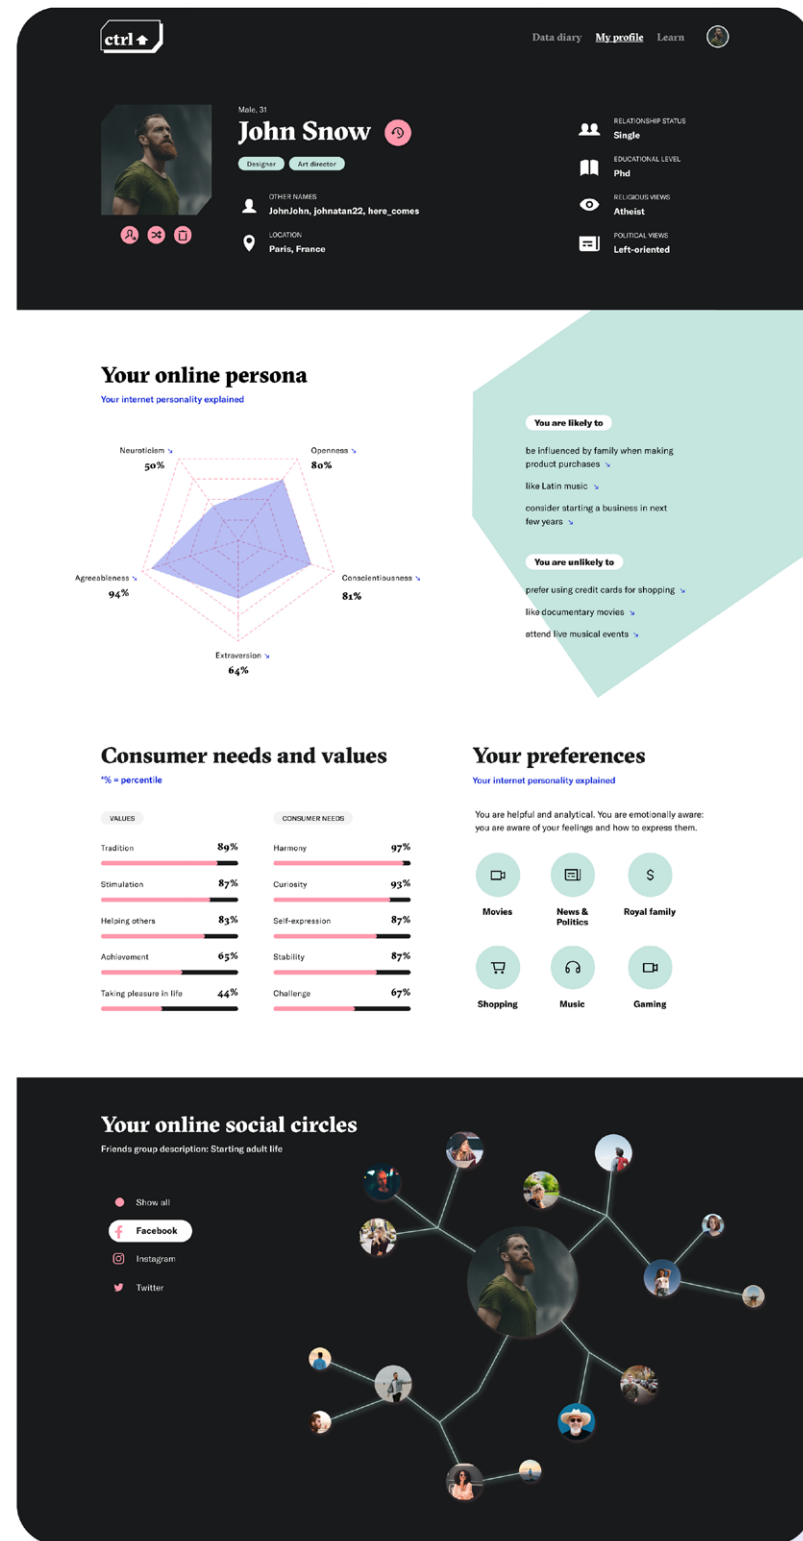 ctrl
Data diary My profile Learn
Male, 31
John Snow
Designer Art director
OTHER NAMES
JohnJohn, johnatan22, here_comes
LOCATION
Paris, France
RELATIONSHIP STATUS
Single
EDUCATIONAL LEVEL
Phd
RELIGIOUS VIEWS
Atheist
POLITICAL VIEWS
Left-oriented
Your online persona
Your internet personality explained
Neuroticism
50%
Openness
80%
Agreeableness
94%
Conscientiousness
81%
Extraversion
64%
You are likely to
be influenced by family when making
product purchases
like Latin music
consider starting a business in next
few years
You are unlikely to
prefer using credit cards for shopping
like documentary movies
attend live musical events
Consumer needs and values
*% = percentile
VALUES
Tradition 89%
Stimulation 87%
Helping others 83%
Achievement 65%
Taking pleasure in life 44%
CONSUMER NEEDS
Harmony 97%
Curiosity 93%
Self-expression 87%
Stability 87%
Challenge 67%
Your preferences
Your internet personality explained
You are helpful and analytical. You are emotionally aware:
you are aware of your feelings and how to express them.
Movies
News &
Politics
Royal family
Shopping
Music
Gaming
Your online social circles
Friends group description: Starting adult life
Show all
Facebook
Instagram
Twitter